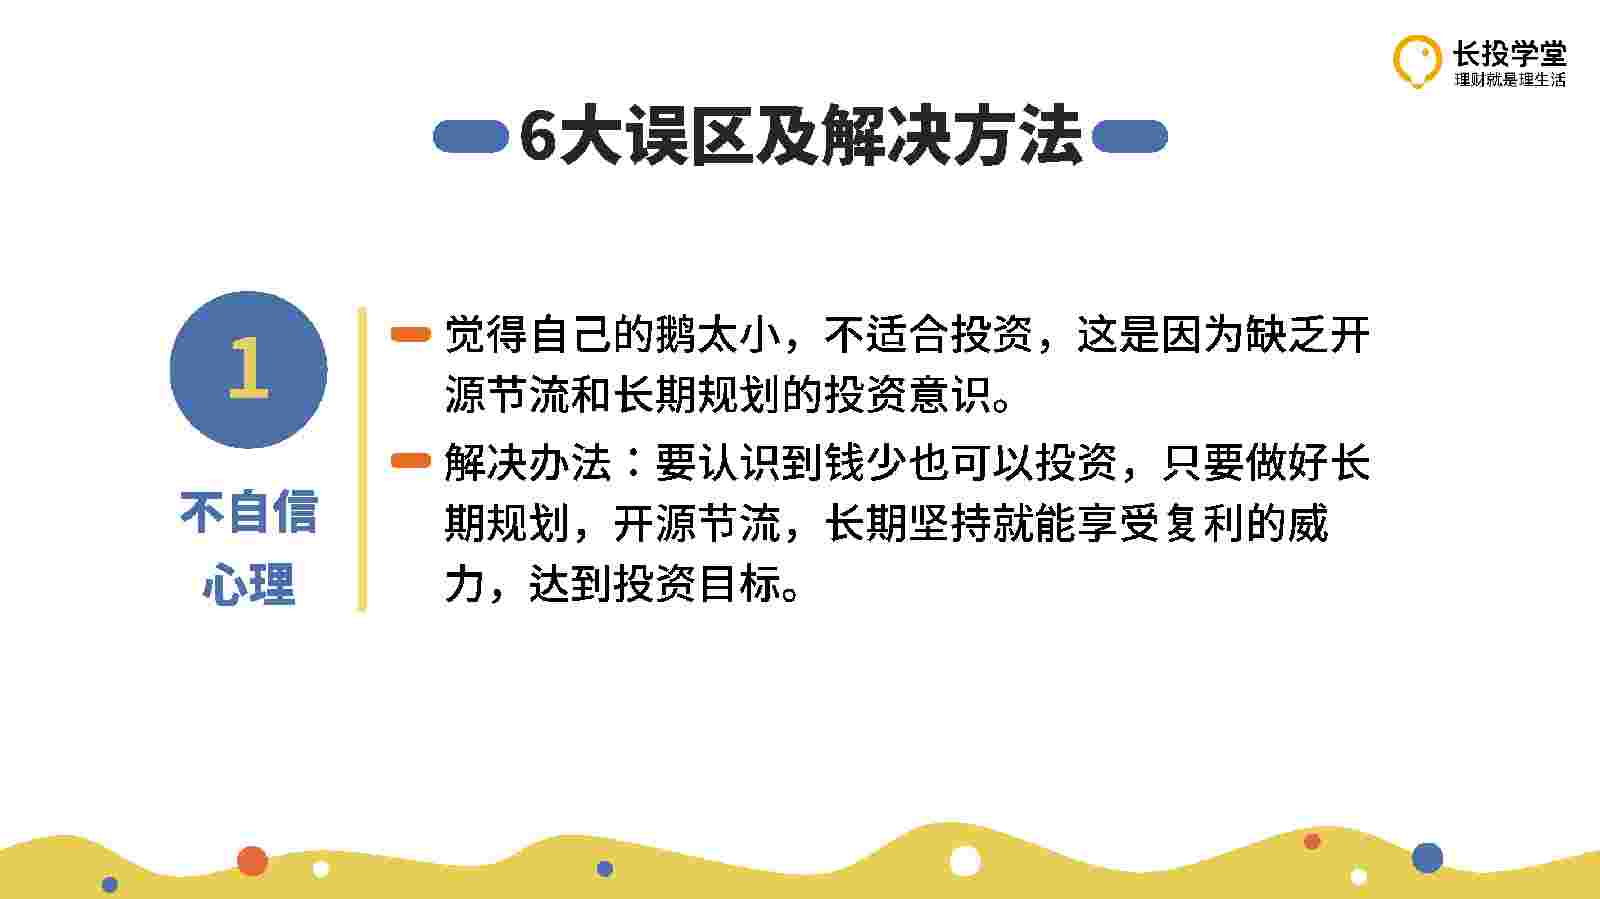 长投学堂
理财就是理生活
6大误区及解决方法
1
不自信
心理
觉得自己的鹅太小，不适合投资，这是因为缺乏开
源节流和长期规划的投资意识。
解决办法：要认识到钱少也可以投资，只要做好长
期规划，开源节流，长期坚持就能享受复利的威
力，达到投资目标。